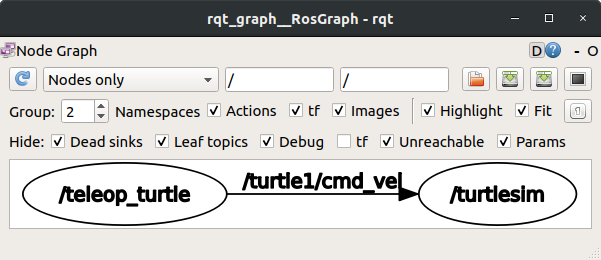 rqt_graph__RosGraph - rqt
Node Graph
D ? - O
Nodes only / /
Group: 2 Namespaces Actions tf Images Highlight Fit
Hide: Dead sinks Leaf topics Debug tf Unreachable Params
/teleop_turtle /turtle1/cmd_vel /turtlesim